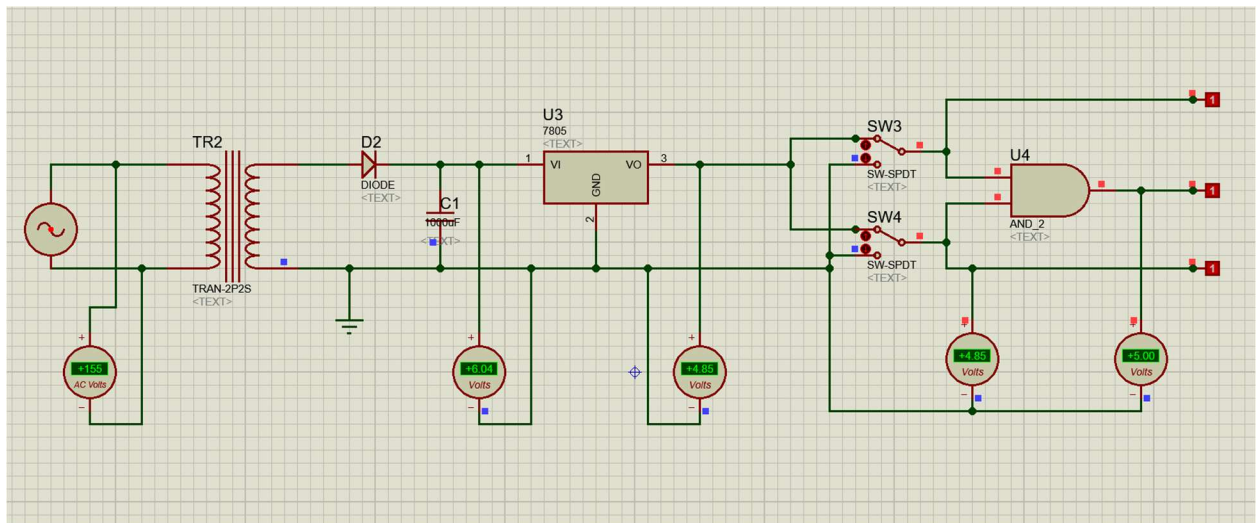 TR2
TRAN-2P2S
<TEXT>
+
+155
AC Volts
−
D2
DIODE
<TEXT>
C1
1000uF
<TEXT>
+
+6.04
Volts
−
U3
7805
<TEXT>
1
VI
VO
3
GND
2
+
+4.85
Volts
−
SW3
SW-SPDT
<TEXT>
SW4
SW-SPDT
<TEXT>
U4
AND_2
<TEXT>
1
1
1
+
+4.85
Volts
−
+
+5.00
Volts
−